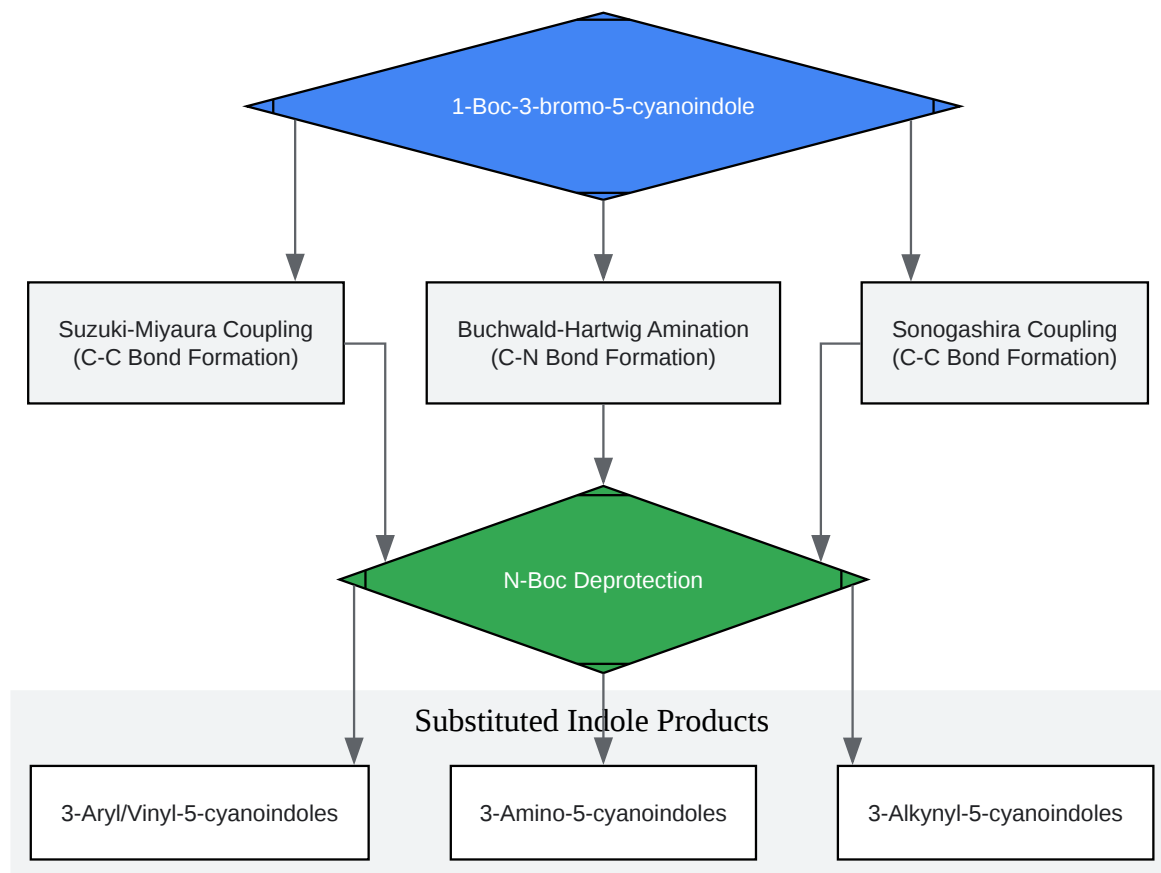 1-Boc-3-bromo-5-cyanoindole
Suzuki-Miyaura Coupling
(C-C Bond Formation)
Buchwald-Hartwig Amination
(C-N Bond Formation)
Sonogashira Coupling
(C-C Bond Formation)
N-Boc Deprotection
Substituted Indole Products
3-Aryl/Vinyl-5-cyanoindoles
3-Amino-5-cyanoindoles
3-Alkynyl-5-cyanoindoles